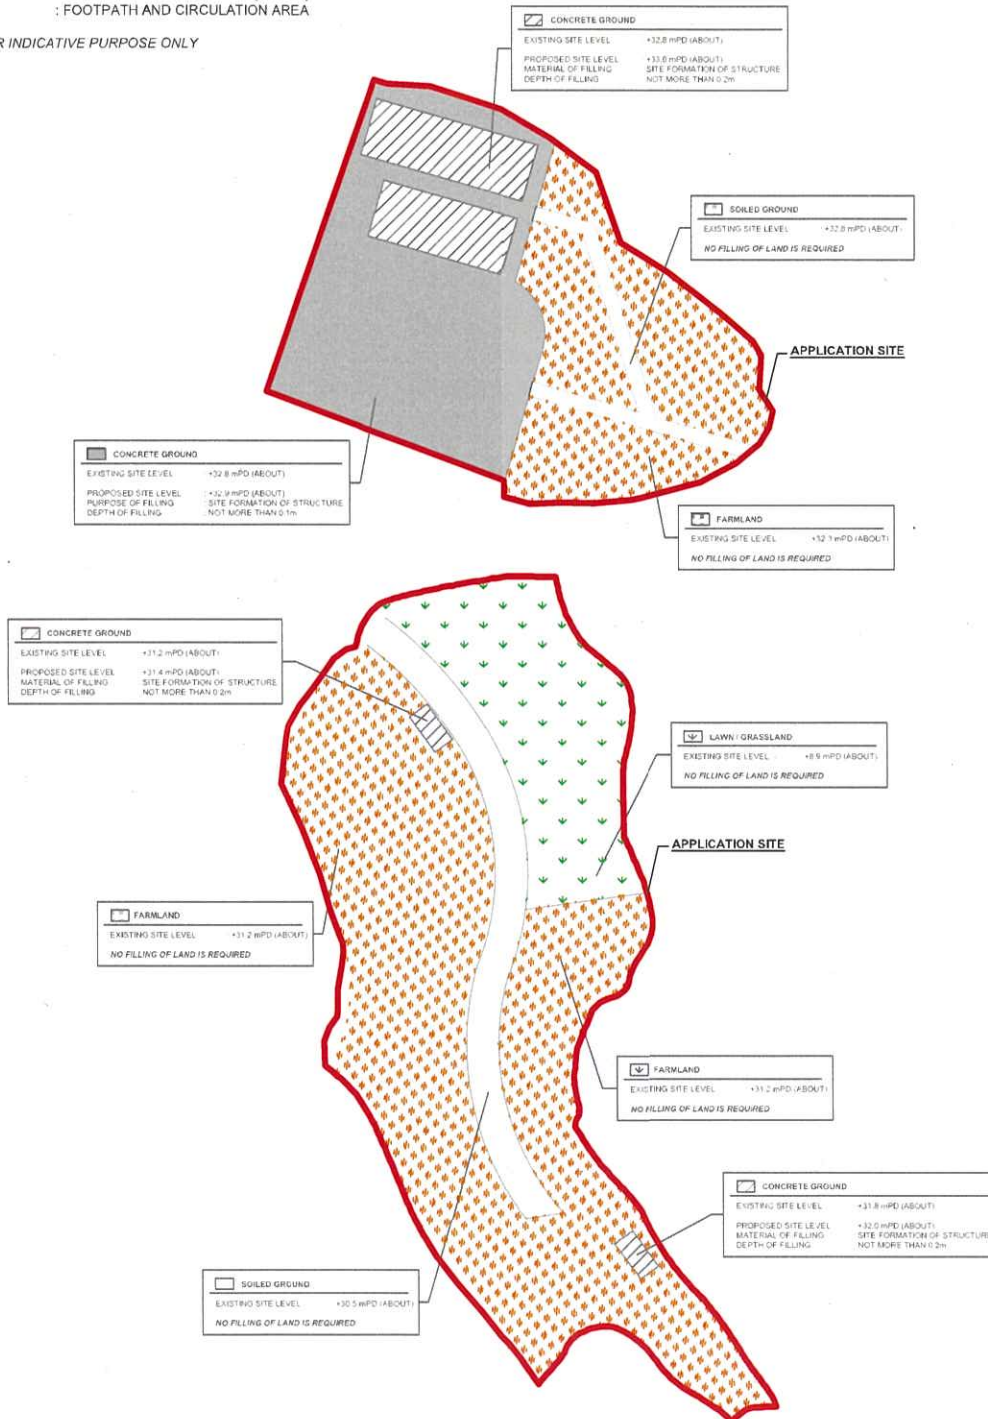 : FOOTPATH AND CIRCULATION AREA
R INDICATIVE PURPOSE ONLY
CONCRETE GROUND
EXISTING SITE LEVEL +32.8 mPD (ABOUT)
PROPOSED SITE LEVEL (ABOUT)
MATERIAL OF FILLING SITE FORMATION OF STRUCTURE
DEPTH OF FILLING NOT MORE THAN 0.2m
SOILED GROUND
EXISTING SITE LEVEL : +32.8 mPD (ABOUT)
NO FILLING OF LAND IS REQUIRED
APPLICATION SITE
CONCRETE GROUND
EXISTING SITE LEVEL : +32.8 mPD (ABOUT)
PROPOSED SITE LEVEL : +32.9 mPD (ABOUT)
PURPOSE OF FILLING : SITE FORMATION OF STRUCTURE
DEPTH OF FILLING : NOT MORE THAN 0.1m
FARMLAND
EXISTING SITE LEVEL mPD (ABOUT)
NO FILLING OF LAND IS REQUIRED
CONCRETE GROUND
EXISTING SITE LEVEL +31.2 mPD (ABOUT)
PROPOSED SITE LEVEL +31.4 mPD (ABOUT)
MATERIAL OF FILLING SITE FORMATION OF STRUCTURE
DEPTH OF FILLING NOT MORE THAN 0.2m
LAWN / GRASSLAND
EXISTING SITE LEVEL +8.9 mPD (ABOUT)
NO FILLING OF LAND IS REQUIRED
APPLICATION SITE
FARMLAND
EXISTING SITE LEVEL +31.2 mPD (ABOUT)
NO FILLING OF LAND IS REQUIRED
FARMLAND
EXISTING SITE LEVEL +31.2 mPD (ABOUT)
NO FILLING OF LAND IS REQUIRED
CONCRETE GROUND
EXISTING SITE LEVEL +31.8 mPD (ABOUT)
PROPOSED SITE LEVEL +32.0 mPD (ABOUT)
MATERIAL OF FILLING SITE FORMATION OF STRUCTURE
DEPTH OF FILLING NOT MORE THAN 0.2m
SOILED GROUND
EXISTING SITE LEVEL +30.5 mPD (ABOUT)
NO FILLING OF LAND IS REQUIRED